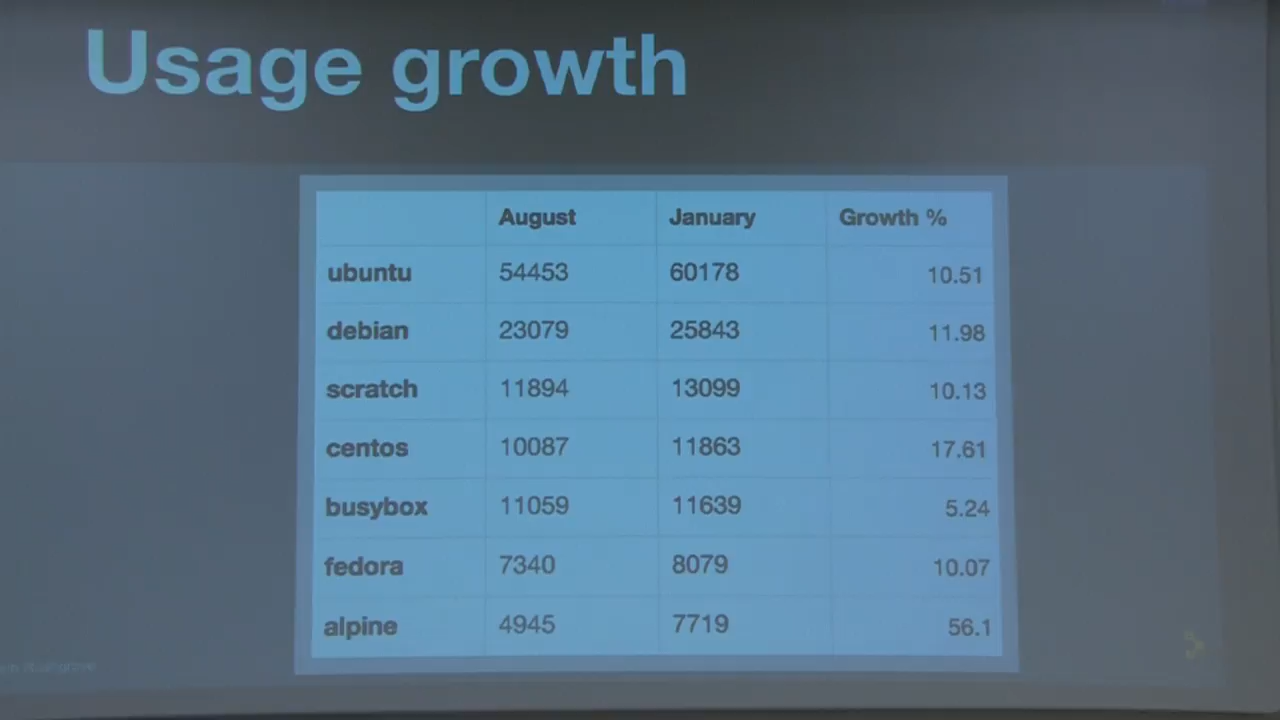 Usage growth
August January Growth %
ubuntu 54453 60178 10.51
debian 23079 25843 11.98
scratch 11894 13099 10.13
centos 10087 11863 17.61
busybox 11059 11639 5.24
fedora 7340 8079 10.07
alpine 4945 7719 56.1